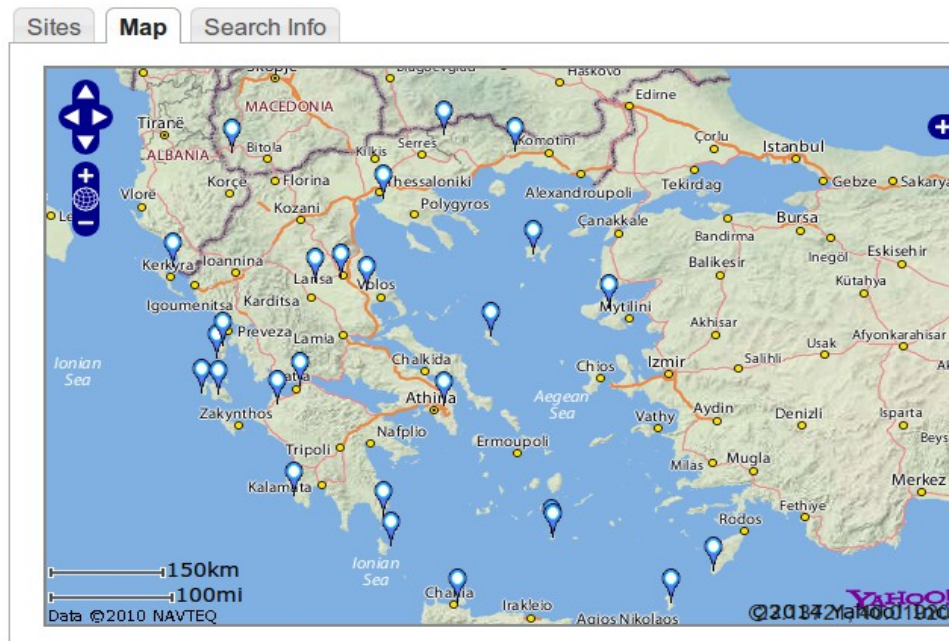 Sites Map Search Info
Skopje
Haskovo
Edirne
MACEDONIA
Tiranë
Komotini
Çorlu
Istanbul
ALBANIA
Bitola
Kilkis
Serres
Korçe
Florina
Thessaloniki
Alexandroupoli
Tekirdag
Gebze
Sakarya
Vlorë
Polygyros
Kozani
Çanakkale
Bandirma
Bursa
Inegöl
Eskisehir
Kerkyra
Ioannina
Larisa
Volos
Balikesir
Kütahya
Igoumenitsa
Karditsa
Mytilini
Preveza
Lamia
Akhisar
Usak
Afyonkarahisar
Ionian
Sea
Chalkida
Chios
Izmir
Salihli
Athina
Aegean
Sea
Zakynthos
Vathy
Aydin
Denizli
Isparta
Nafplio
Ermoupoli
Tripoli
Milas
Mugla
Kalamata
Merkez
Fethiye
Rodos
Ionian
Sea
150km
100mi
Chania
Irakleio
Agios Nikolaos
YAHOO!
Data ©2010 NAVTEQ